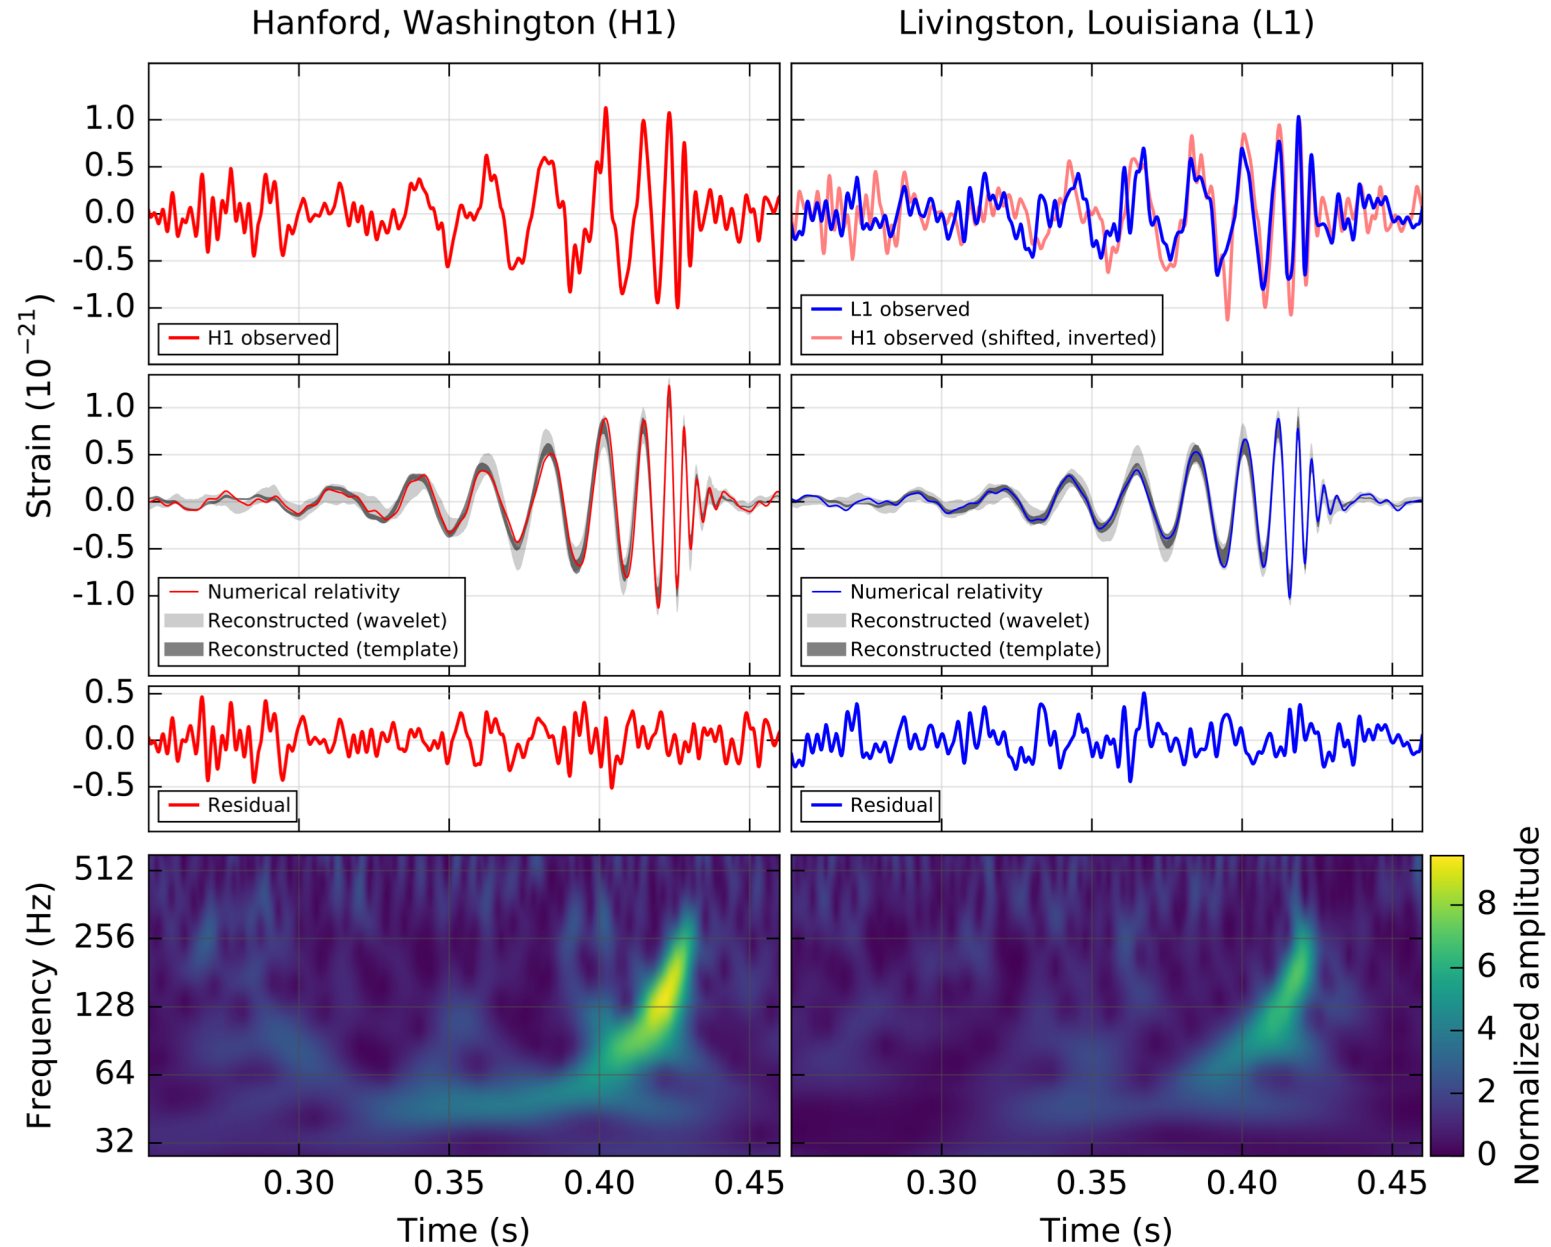 Hanford, Washington (H1)
Livingston, Louisiana (L1)
Strain (10⁻²¹)
1.0
0.5
0.0
-0.5
-1.0
H1 observed
L1 observed
H1 observed (shifted, inverted)
1.0
0.5
0.0
-0.5
-1.0
Numerical relativity
Reconstructed (wavelet)
Reconstructed (template)
Numerical relativity
Reconstructed (wavelet)
Reconstructed (template)
0.5
0.0
-0.5
Residual
Residual
Frequency (Hz)
512
256
128
64
32
Normalized amplitude
8
6
4
2
0
0.30 0.35 0.40 0.45
0.30 0.35 0.40 0.45
Time (s)
Time (s)